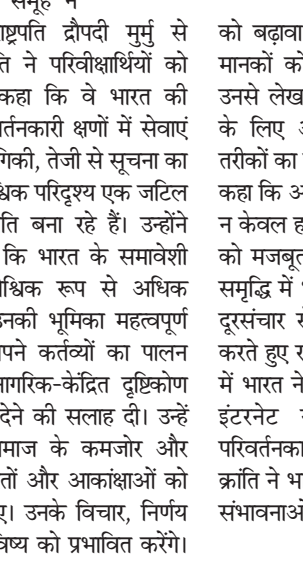 समूह ने
ष्ट्रपति द्रौपदी मुर्मु से
ति ने परिवीक्षार्थियों को
कहा कि वे भारत की
र्तनकारी क्षणों में सेवाएं
गिकी, तेजी से सूचना का
श्विक परिदृश्य एक जटिल
ति बना रहे हैं। उन्होंने
कि भारत के समावेशी
श्विक रूप से अधिक
नकी भूमिका महत्वपूर्ण
पने कर्तव्यों का पालन
ागरिक-केंद्रित दृष्टिकोण
देने की सलाह दी। उन्हें
माज के कमजोर और
तों और आकांक्षाओं को
ए। उनके विचार, निर्णय
विष्य को प्रभावित करेंगे।
को बढ़ावा
मानकों को
उनसे लेख
के लिए
तरीकों का
कहा कि अ
न केवल ह
को मजबूत
समृद्धि में
दूरसंचार से
करते हुए र
में भारत ने
इंटरनेट
परिवर्तनका
क्रांति ने भा
संभावनाओं